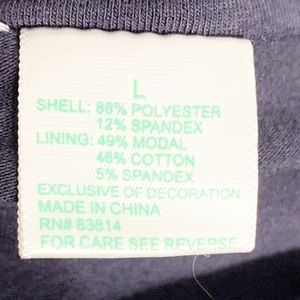 L
SHELL: 88% POLYESTER
12% SPANDEX
LINING: 49% MODAL
46% COTTON
5% SPANDEX
EXCLUSIVE OF DECORATION
MADE IN CHINA
RN# 83814
FOR CARE SEE REVERSE